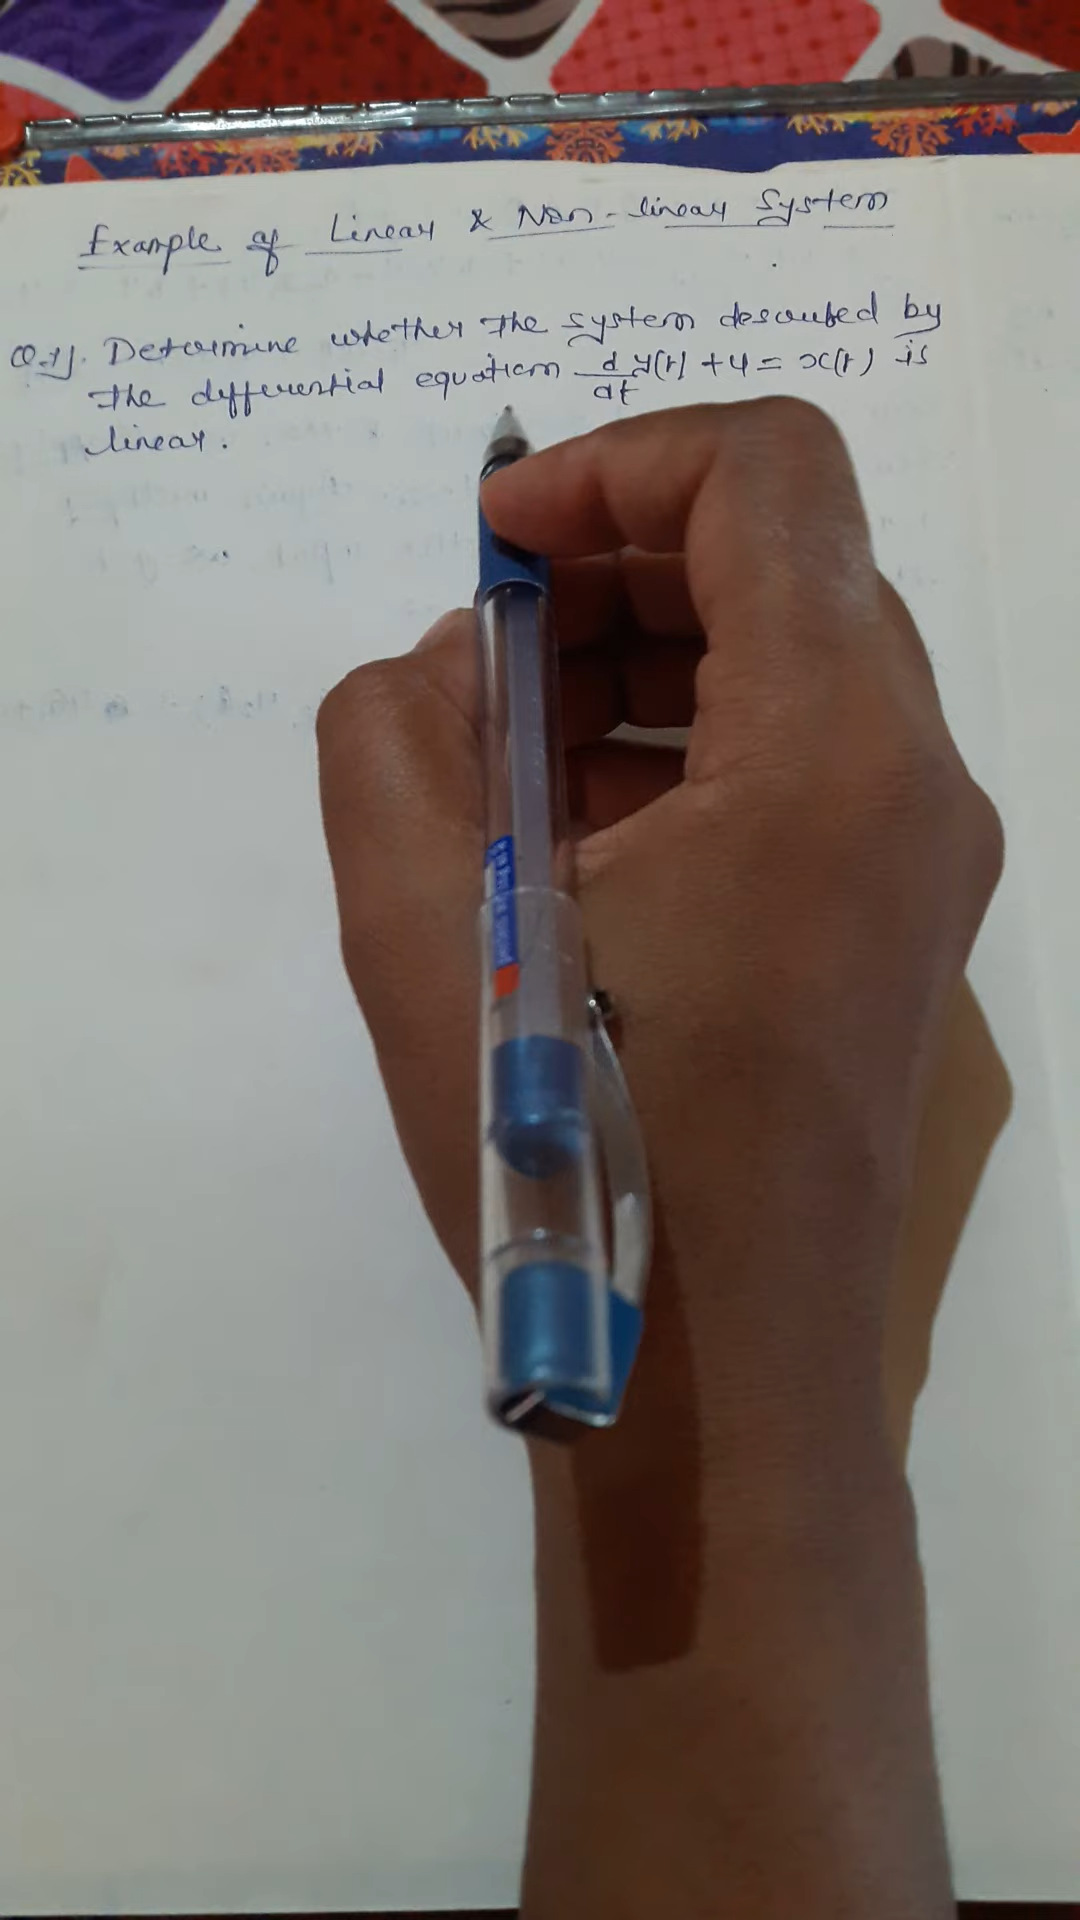 Example of Linear & Non-linear System
Q.1). Determine whether the system described by
the differential equation d/dt y(t) + 4 = x(t) is
linear.